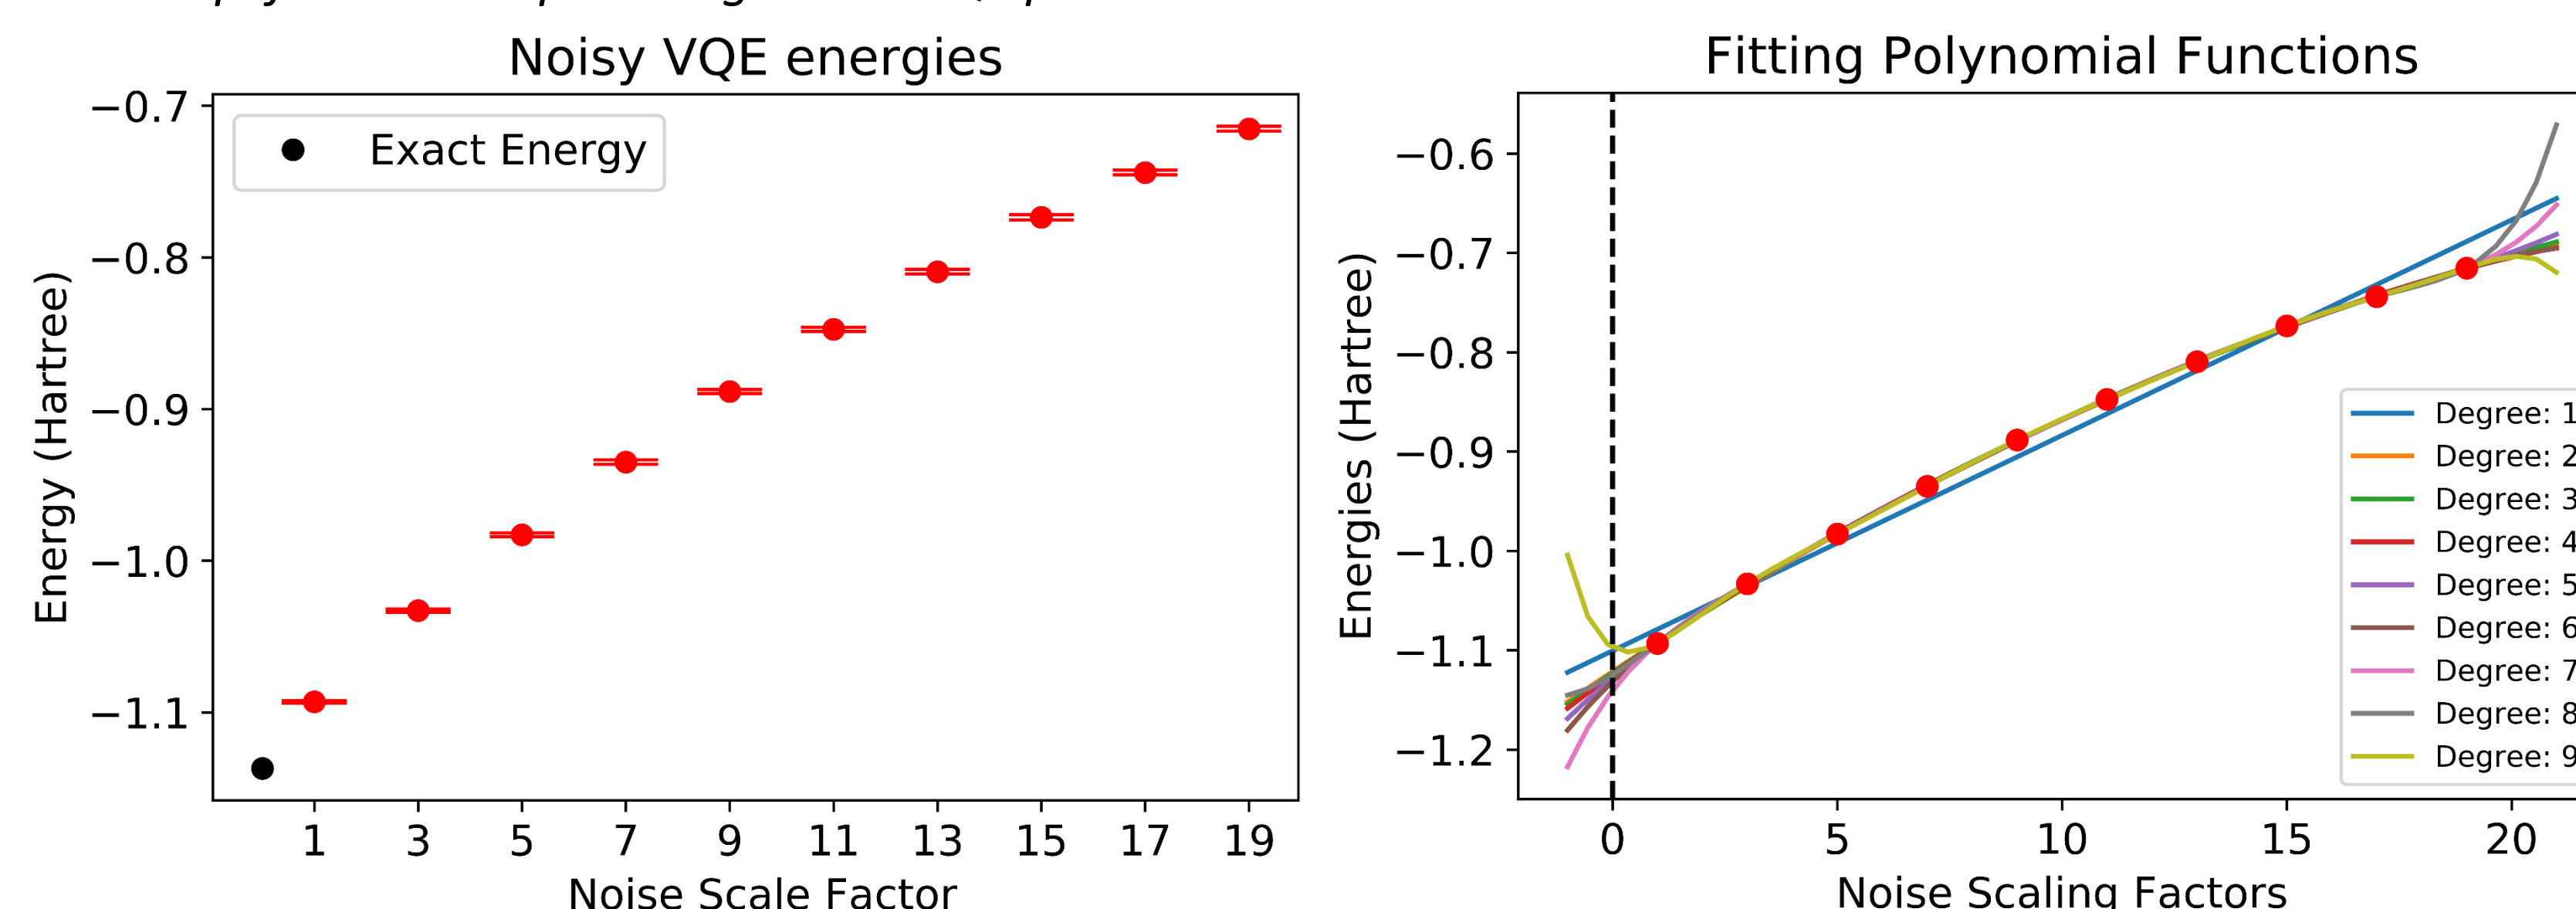 Noisy VQE energies
Exact Energy
−0.7
−0.8
−0.9
−1.0
−1.1
Energy (Hartree)
1 3 5 7 9 11 13 15 17 19
Noise Scale Factor
Fitting Polynomial Functions
−0.6
−0.7
−0.8
−0.9
−1.0
−1.1
−1.2
Energies (Hartree)
Degree: 1
Degree: 2
Degree: 3
Degree: 4
Degree: 5
Degree: 6
Degree: 7
Degree: 8
Degree: 9
0 5 10 15 20
Noise Scaling Factors